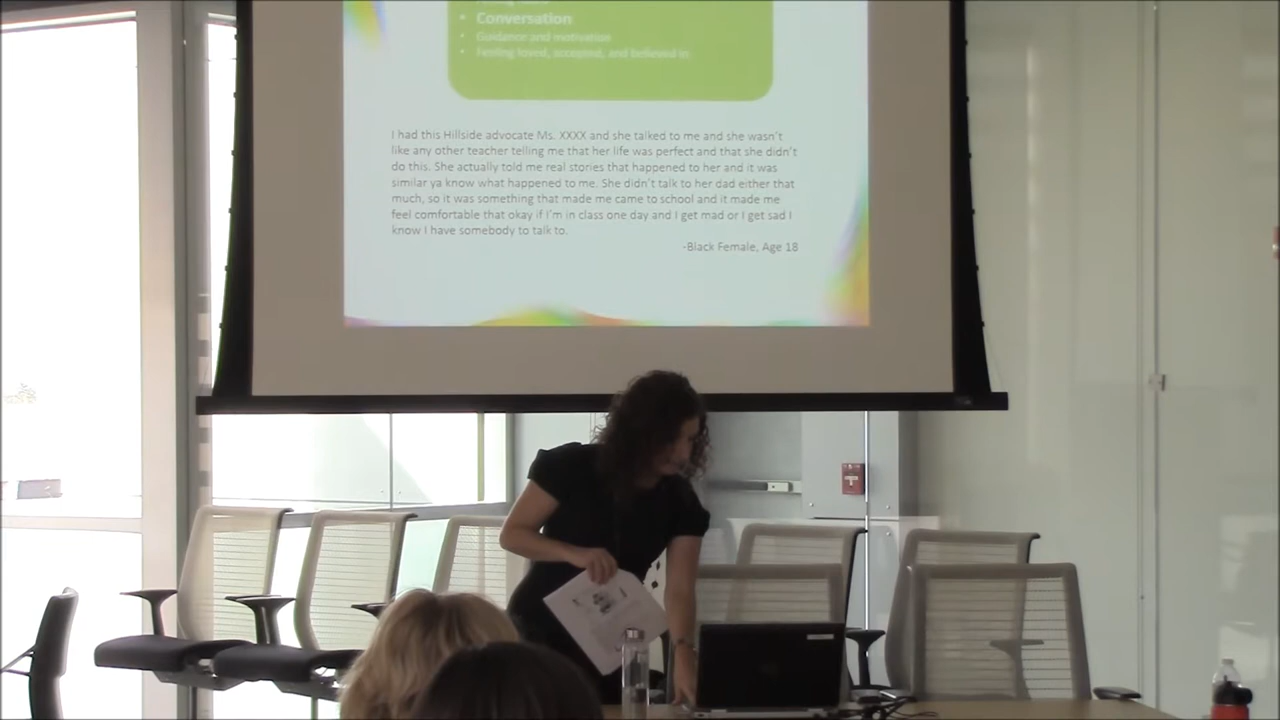 • Conversation
• Guidance and motivation
• Feeling loved, accepted, and believed in
I had this Hillside advocate Ms. XXXX and she talked to me and she wasn't
like any other teacher telling me that her life was perfect and that she didn't
do this. She actually told me real stories that happened to her and it was
similar ya know what happened to me. She didn't talk to her dad either that
much, so it was something that made me came to school and it made me
feel comfortable that okay if I'm in class one day and I get mad or I get sad I
know I have somebody to talk to.
-Black Female, Age 18